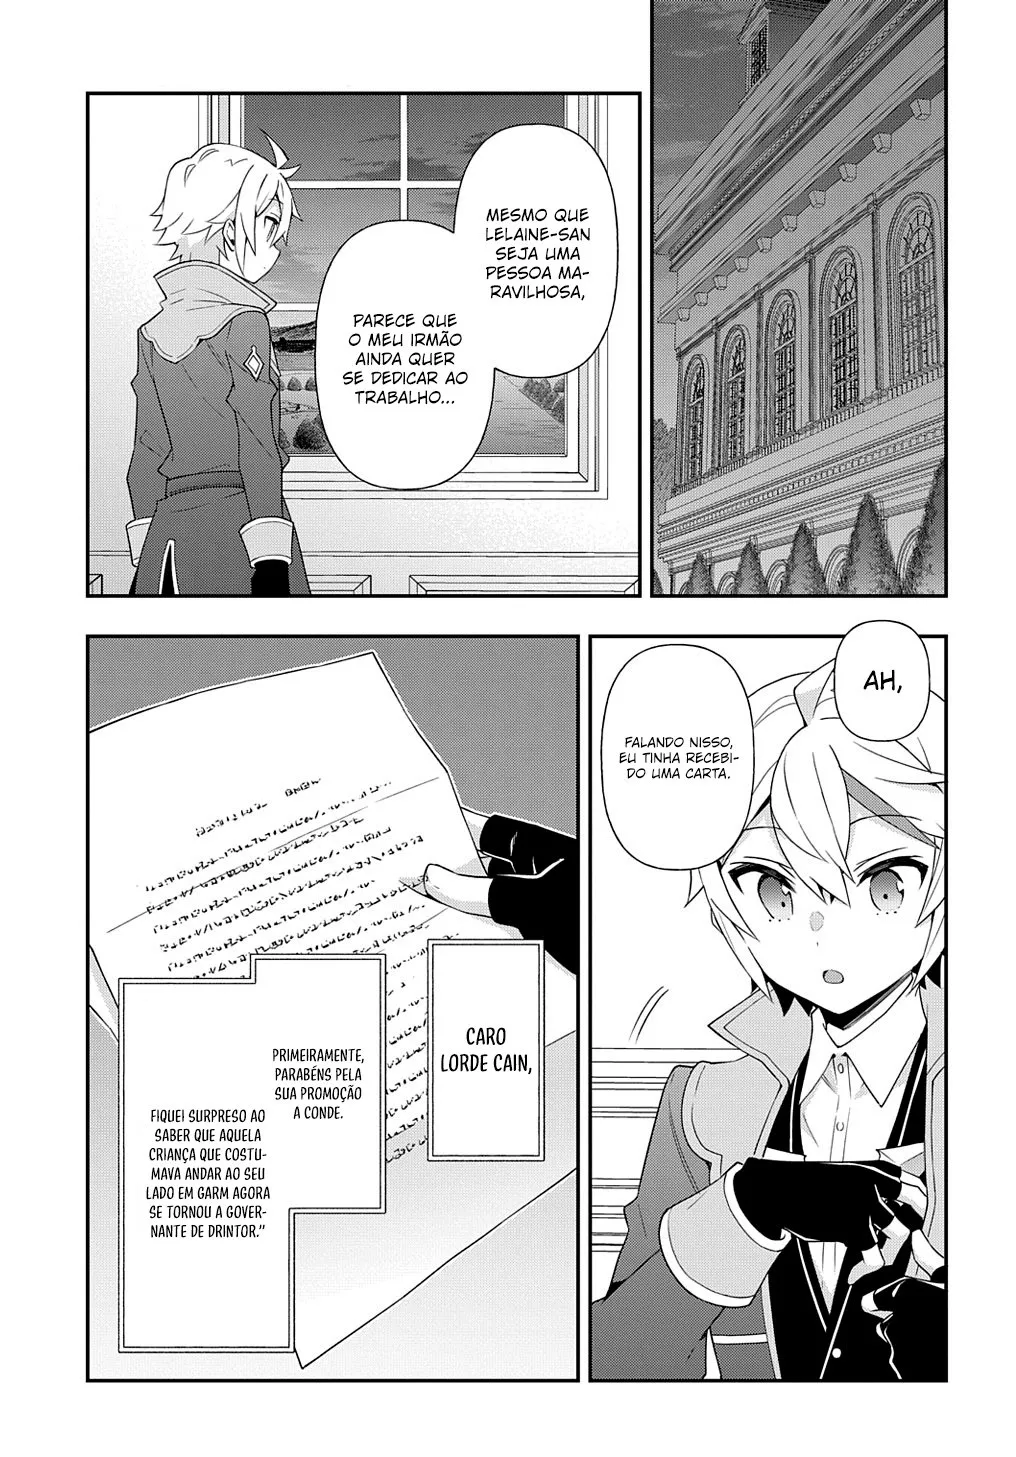 MESMO QUE
LELAINE-SAN
SEJA UMA
PESSOA MA-
RAVILHOSA,
PARECE QUE
O MEU IRMÃO
AINDA QUER
SE DEDICAR AO
TRABALHO...
AH,
FALANDO NISSO,
EU TINHA RECEBI-
DO UMA CARTA.
CARO
LORDE CAIN,
PRIMEIRAMENTE,
PARABÉNS PELA
SUA PROMOÇÃO
A CONDE.
FIQUEI SURPRESO AO
SABER QUE AQUELA
CRIANÇA QUE COSTU-
MAVA ANDAR AO SEU
LADO EM GARM AGORA
SE TORNOU A GOVER-
NANTE DE DRINTOR.”